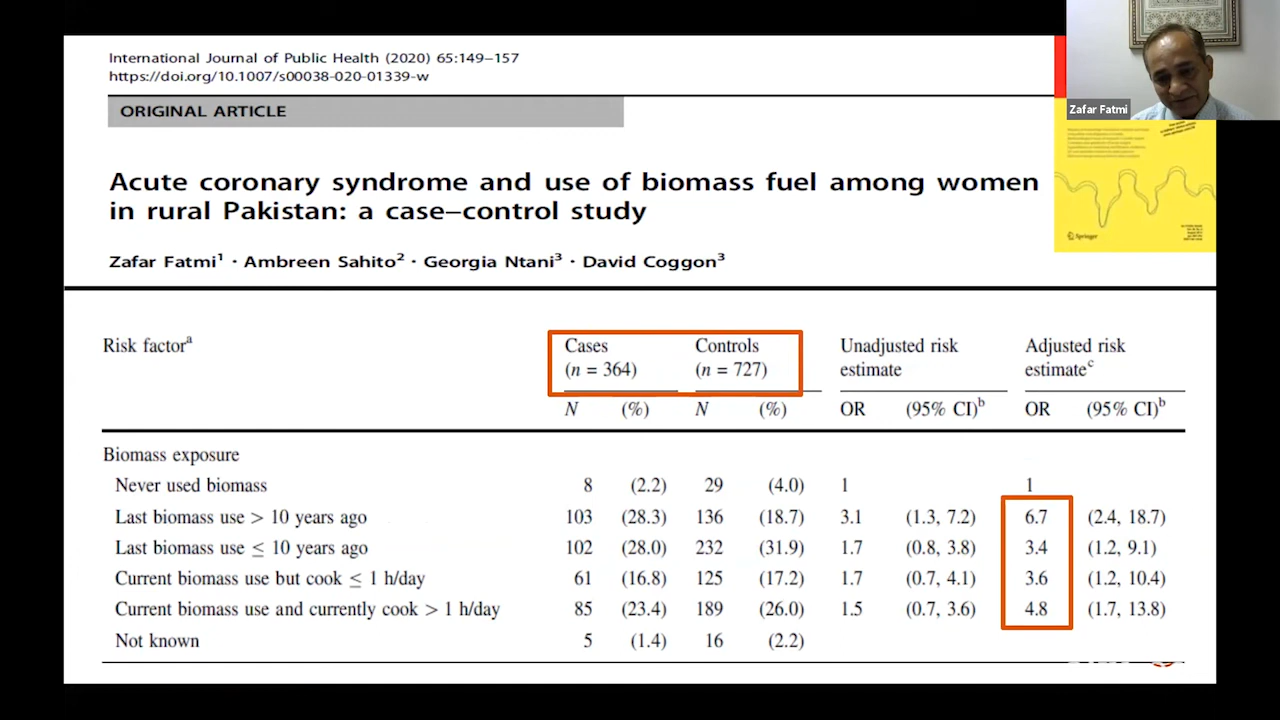 International Journal of Public Health (2020) 65:149–157
https://doi.org/10.1007/s00038-020-01339-w
ORIGINAL ARTICLE
Zafar Fatmi
Acute coronary syndrome and use of biomass fuel among women
in rural Pakistan: a case–control study
Springer
Zafar Fatmi1 · Ambreen Sahito2 · Georgia Ntani3 · David Coggon3
Risk factora Cases Controls Unadjusted risk Adjusted risk
(n = 364) (n = 727) estimate estimatec
N (%) N (%) OR (95% CI)b OR (95% CI)b
Biomass exposure
Never used biomass 8 (2.2) 29 (4.0) 1 1
Last biomass use > 10 years ago 103 (28.3) 136 (18.7) 3.1 (1.3, 7.2) 6.7 (2.4, 18.7)
Last biomass use ≤ 10 years ago 102 (28.0) 232 (31.9) 1.7 (0.8, 3.8) 3.4 (1.2, 9.1)
Current biomass use but cook ≤ 1 h/day 61 (16.8) 125 (17.2) 1.7 (0.7, 4.1) 3.6 (1.2, 10.4)
Current biomass use and currently cook > 1 h/day 85 (23.4) 189 (26.0) 1.5 (0.7, 3.6) 4.8 (1.7, 13.8)
Not known 5 (1.4) 16 (2.2)